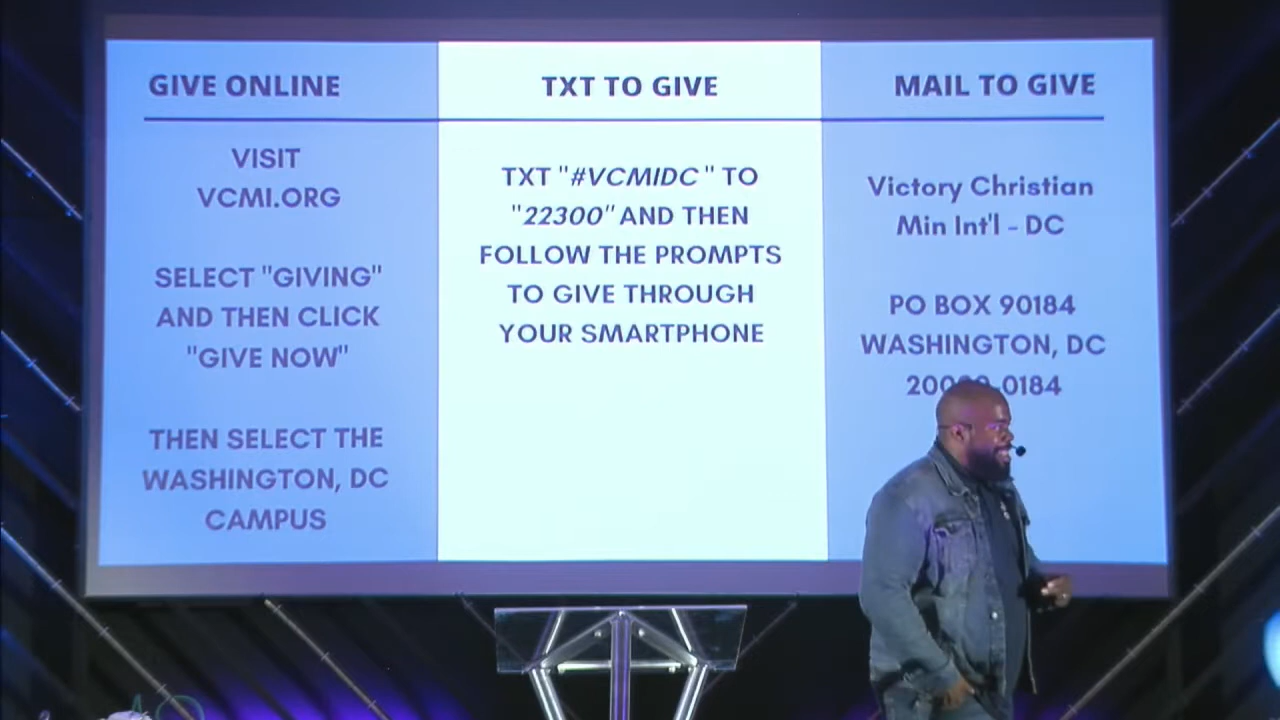 GIVE ONLINE
VISIT
VCMI.ORG
SELECT "GIVING"
AND THEN CLICK
"GIVE NOW"
THEN SELECT THE
WASHINGTON, DC
CAMPUS
TXT TO GIVE
TXT "#VCMIDC " TO
"22300" AND THEN
FOLLOW THE PROMPTS
TO GIVE THROUGH
YOUR SMARTPHONE
MAIL TO GIVE
Victory Christian
Min Int'l - DC
PO BOX 90184
WASHINGTON, DC